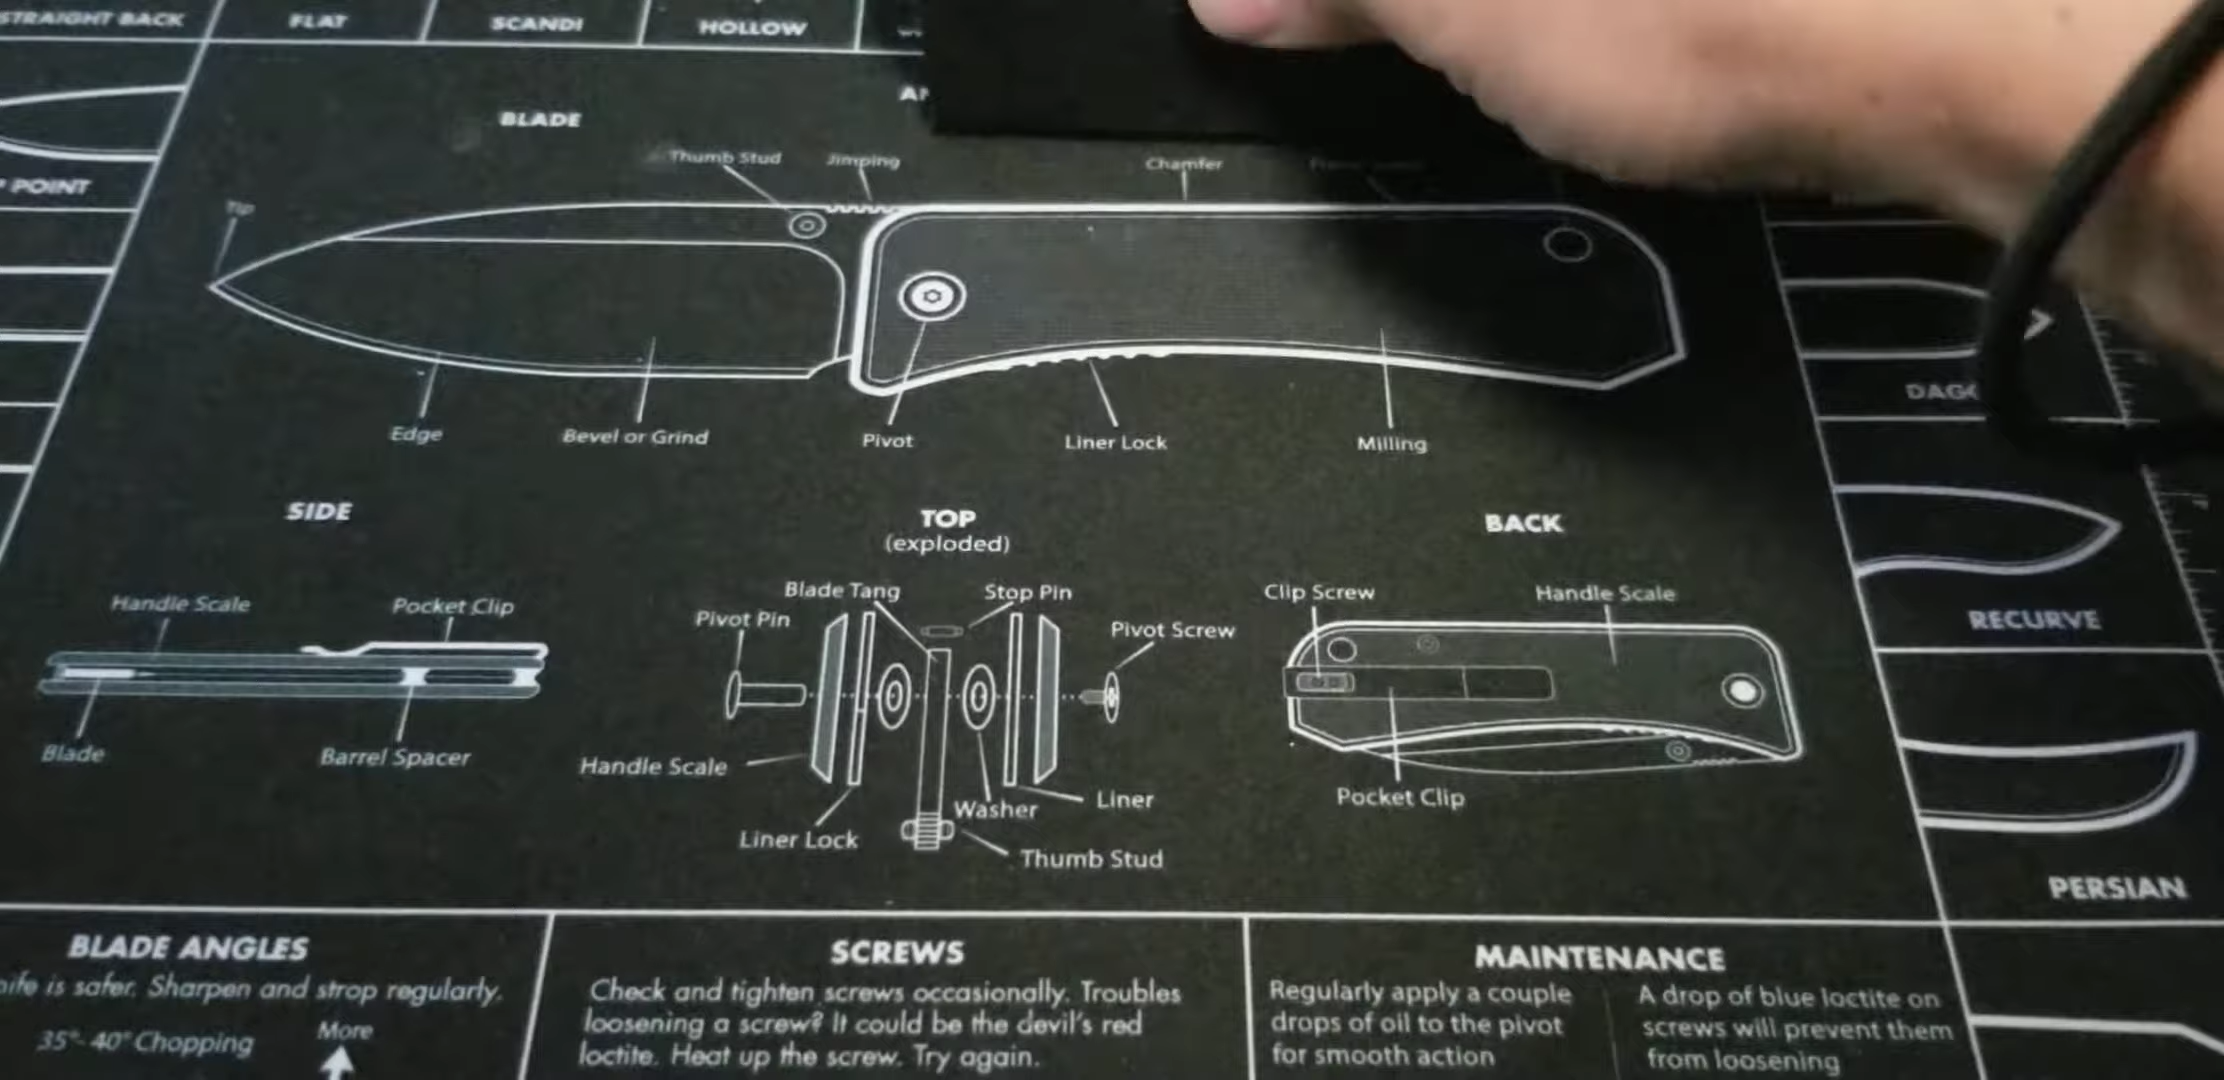 STRAIGHT BACK
FLAT
SCANDI
HOLLOW
BLADE
Thumb Stud
Jimping
Chamfer
POINT
Tip
Edge
Bevel or Grind
Pivot
Liner Lock
Milling
SIDE
TOP
(exploded)
BACK
RECURVE
PERSIAN
Handle Scale
Pocket Clip
Blade
Barrel Spacer
Blade Tang
Stop Pin
Pivot Pin
Pivot Screw
Handle Scale
Washer
Liner
Liner Lock
Thumb Stud
Clip Screw
Handle Scale
Pocket Clip
BLADE ANGLES
is safer. Sharpen and strop regularly.
35°-40° Chopping
More
SCREWS
Check and tighten screws occasionally. Troubles
loosening a screw? It could be the devil's red
loctite. Heat up the screw. Try again.
MAINTENANCE
Regularly apply a couple
drops of oil to the pivot
for smooth action
A drop of blue loctite on
screws will prevent them
from loosening